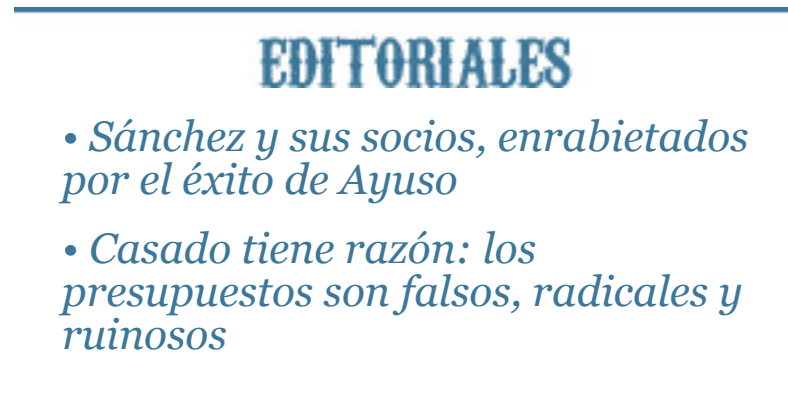 EDITORIALES
• Sánchez y sus socios, enrabietados
por el éxito de Ayuso
• Casado tiene razón: los
presupuestos son falsos, radicales y
ruinosos